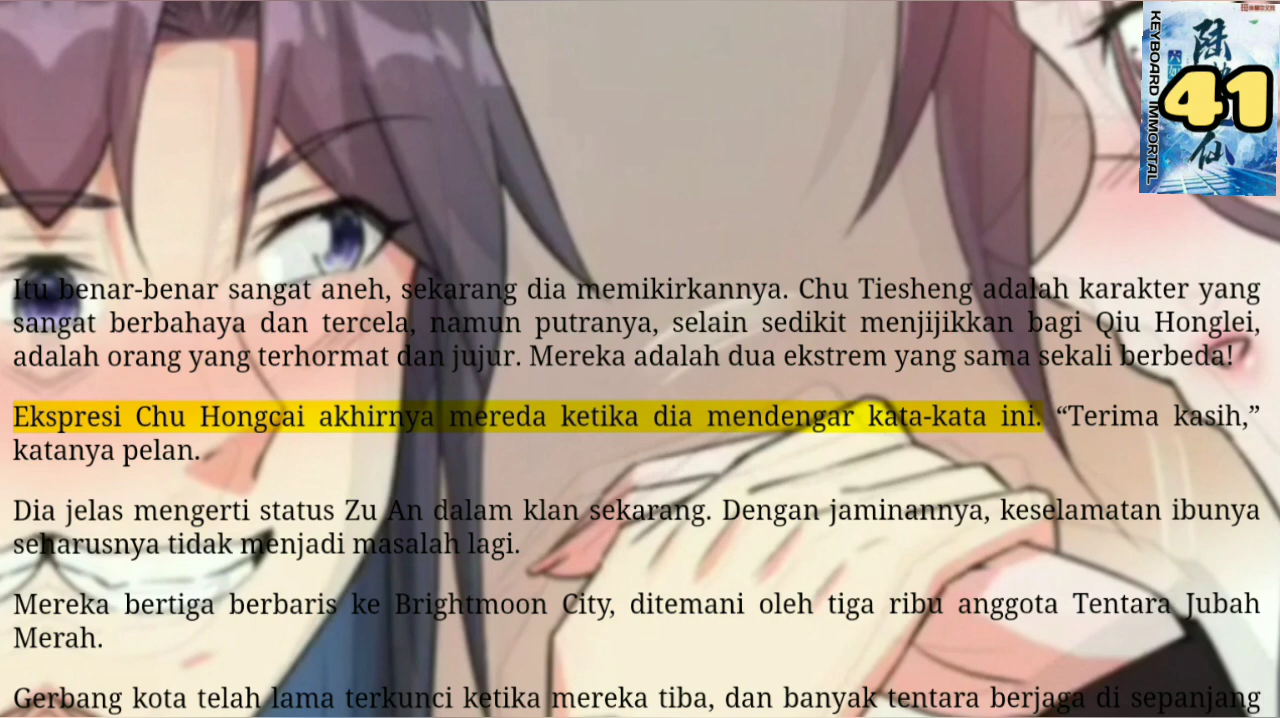 KEYBOARD IMMORTAL
41
仙
Itu benar-benar sangat aneh, sekarang dia memikirkannya. Chu Tiesheng adalah karakter yang
sangat berbahaya dan tercela, namun putranya, selain sedikit menjijikkan bagi Qiu Honglei,
adalah orang yang terhormat dan jujur. Mereka adalah dua ekstrem yang sama sekali berbeda!
Ekspresi Chu Hongcai akhirnya mereda ketika dia mendengar kata-kata ini. “Terima kasih,”
katanya pelan.
Dia jelas mengerti status Zu An dalam klan sekarang. Dengan jaminannya, keselamatan ibunya
seharusnya tidak menjadi masalah lagi.
Mereka bertiga berbaris ke Brightmoon City, ditemani oleh tiga ribu anggota Tentara Jubah
Merah.
Gerbang kota telah lama terkunci ketika mereka tiba, dan banyak tentara berjaga di sepanjang